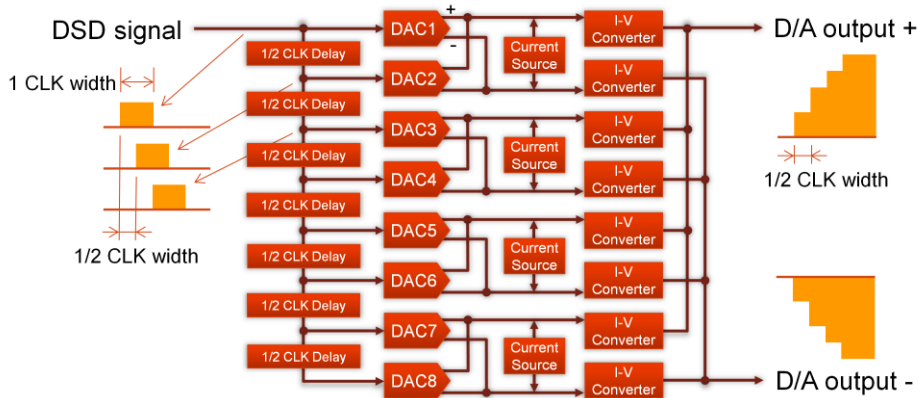 DSD signal
1 CLK width
1/2 CLK width
1/2 CLK Delay
1/2 CLK Delay
1/2 CLK Delay
1/2 CLK Delay
1/2 CLK Delay
1/2 CLK Delay
1/2 CLK Delay
DAC1
+
-
DAC2
DAC3
DAC4
DAC5
DAC6
DAC7
DAC8
Current
Source
Current
Source
Current
Source
Current
Source
I-V
Converter
I-V
Converter
I-V
Converter
I-V
Converter
I-V
Converter
I-V
Converter
I-V
Converter
I-V
Converter
D/A output +
1/2 CLK width
D/A output -